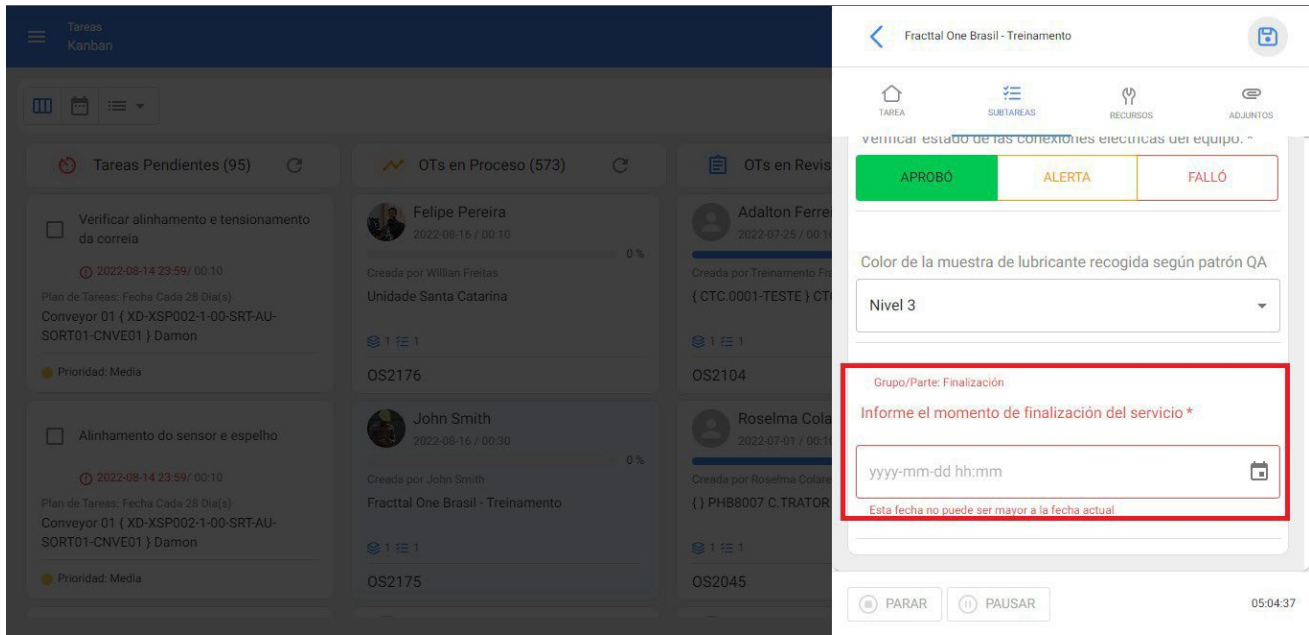 Tareas
Kanban
Tareas Pendientes (95)
Verificar alinhamento e tensionamento
da correia
2022-08-14 23:59/ 00:10
Plan de Tareas: Fecha Cada 28 Dia(s)
Conveyor 01 { XD-XSP002-1-00-SRT-AU-
SORT01-CNVE01 } Damon
Prioridad: Media
Alinhamento do sensor e espelho
2022-08-14 23:59/ 00:10
Plan de Tareas: Fecha Cada 28 Dia(s)
Conveyor 01 { XD-XSP002-1-00-SRT-AU-
SORT01-CNVE01 } Damon
Prioridad: Media
OTs en Proceso (573)
Felipe Pereira
2022-08-16 / 00:10
0 %
Creada por Willian Freitas
Unidade Santa Catarina
1 1
OS2176
John Smith
2022-08-16 / 00:30
0 %
Creada por John Smith
Fracttal One Brasil - Treinamento
1 1
OS2175
OTs en Revis
Adalton Ferrei
2022-07-25 / 00:10
Creada por Treinamento
{ CTC.0001-TESTE }
1 1
OS2104
Roselma Cola
2022-07-01 / 00:10
Creada por Roselma Colare
{ } PHB8007 C.TRATOR
1 1
OS2045
Fracttal One Brasil - Treinamento
TAREA
SUBTAREAS
RECURSOS
ADJUNTOS
Verificar estado de las conexiones eléctricas del equipo. *
APROBÓ
ALERTA
FALLÓ
Color de la muestra de lubricante recogida según patrón QA
Nivel 3
Grupo/Parte: Finalización
Informe el momento de finalización del servicio *
yyyy-mm-dd hh:mm
Esta fecha no puede ser mayor a la fecha actual
PARAR
PAUSAR
05:04:37